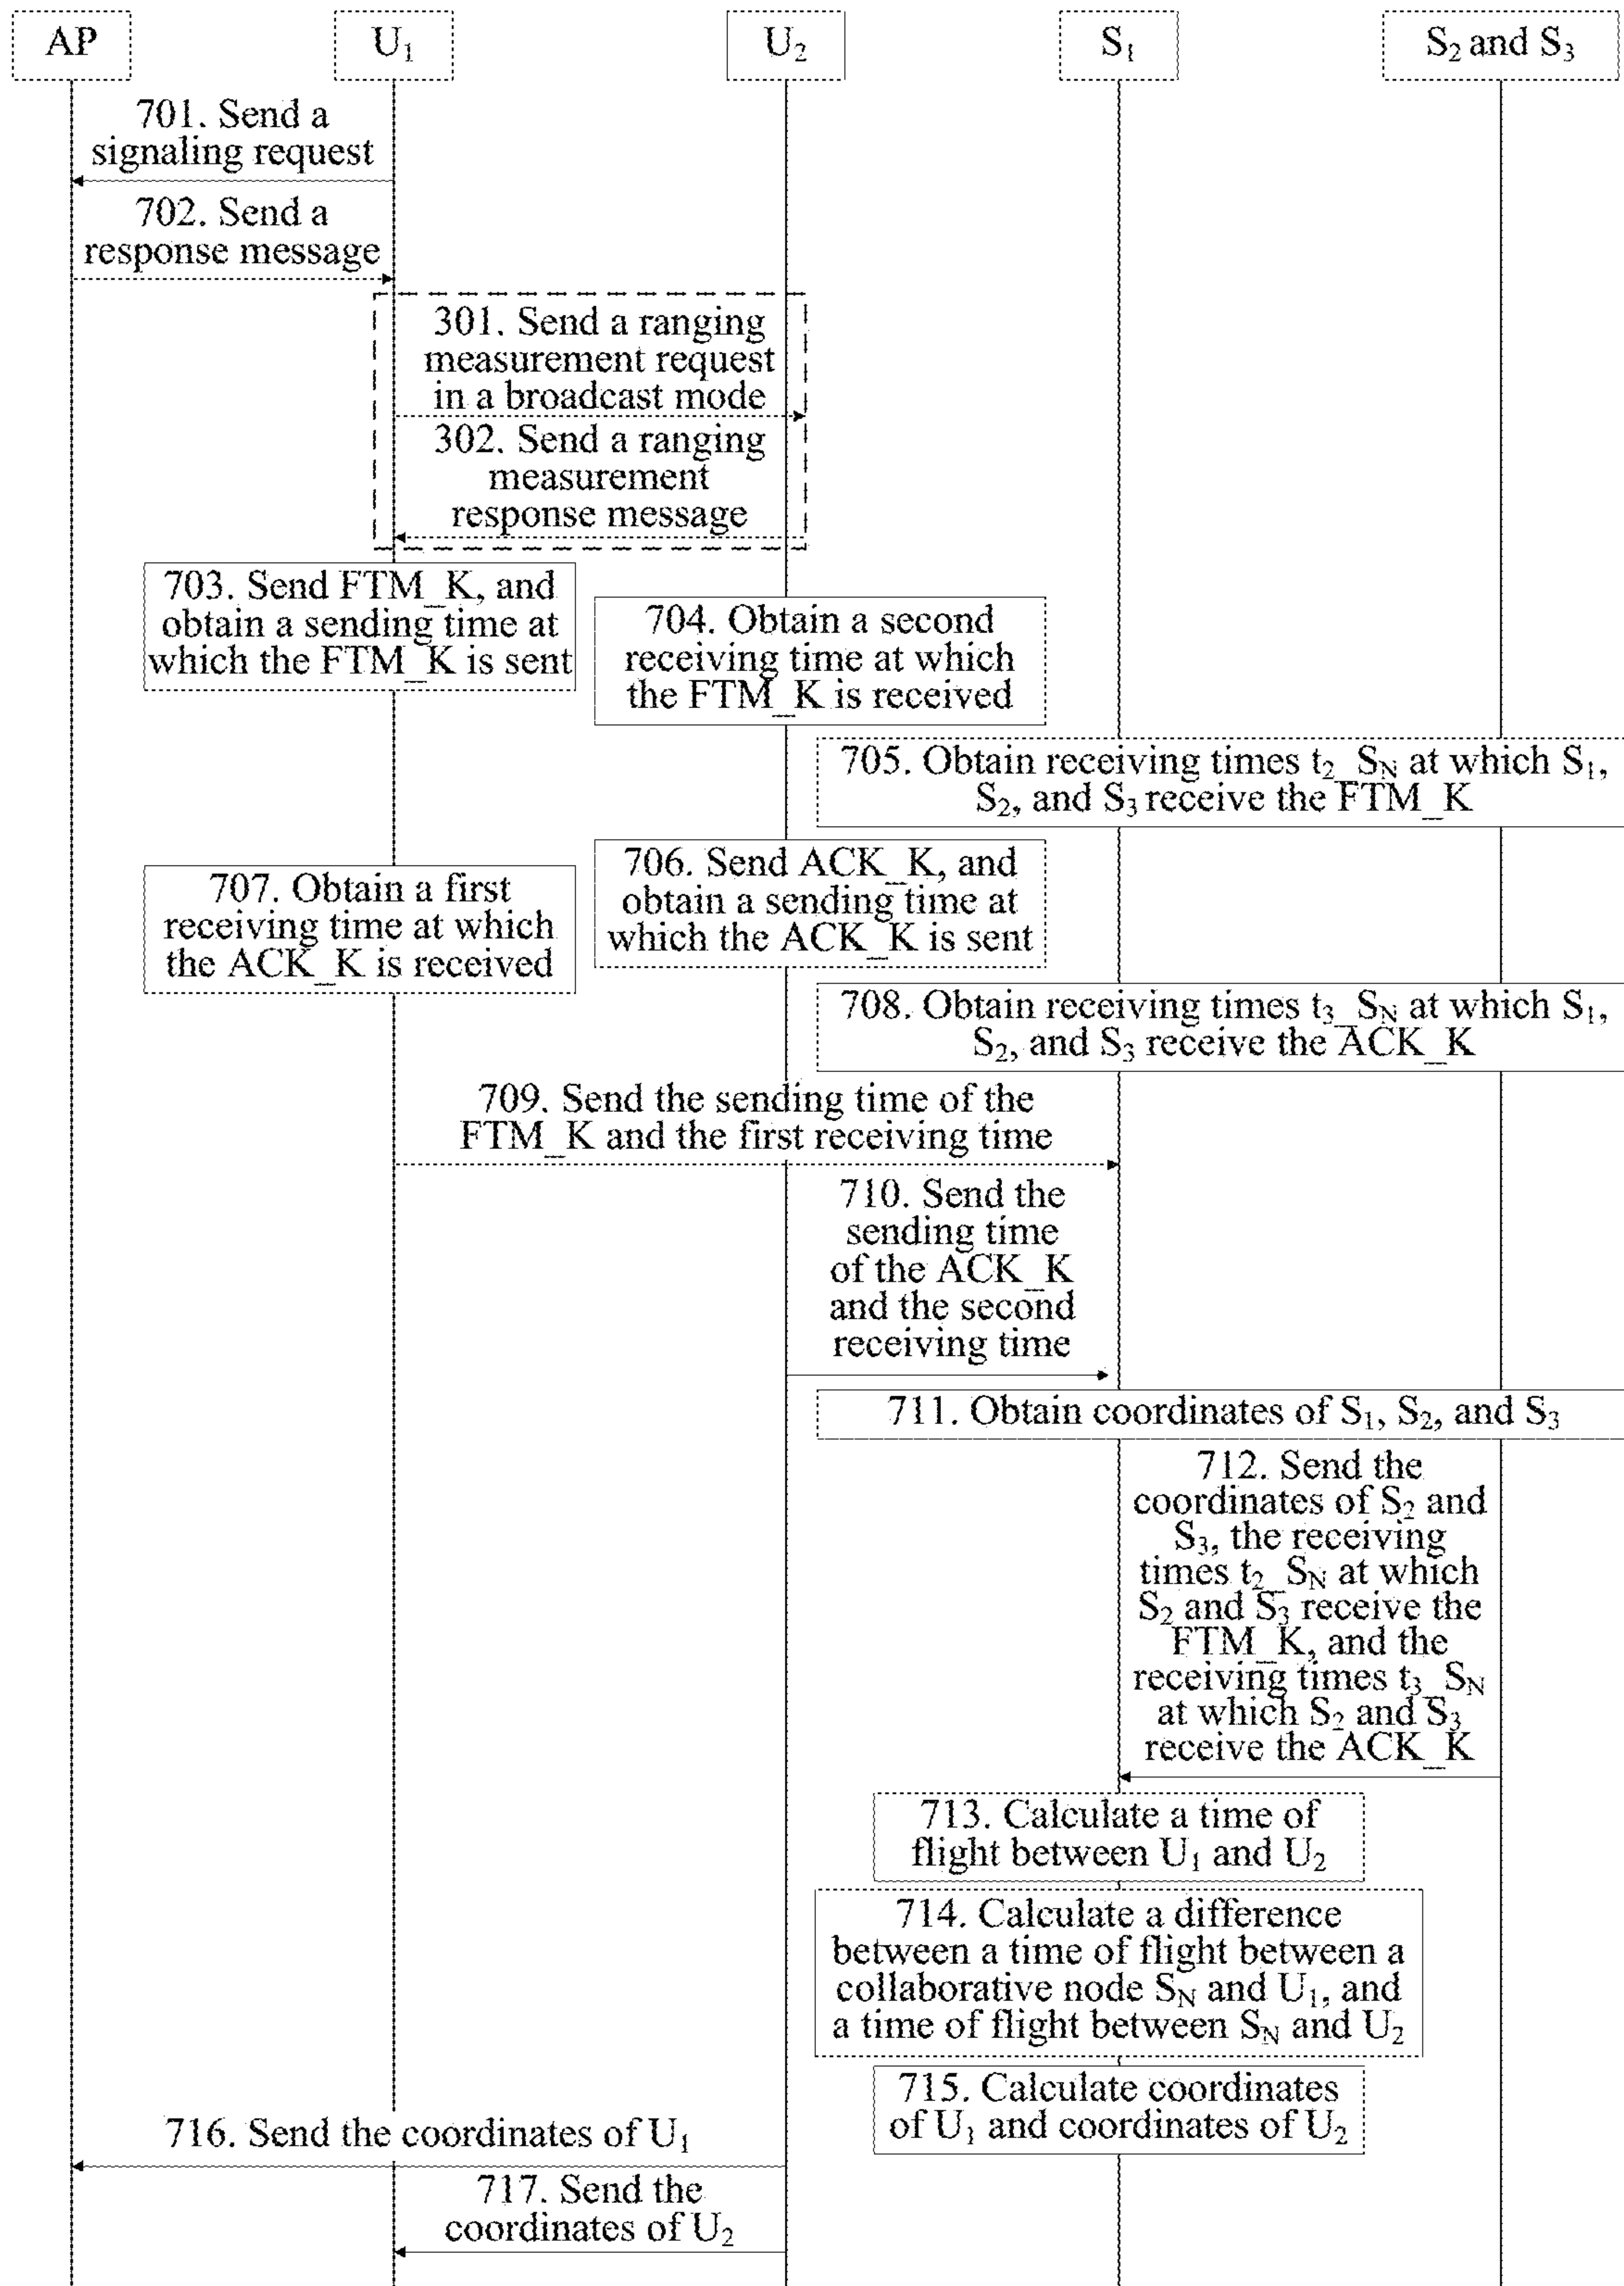 AP
U₁
U₂
S₁
S₂ and S₃
701. Send a
signaling request
702. Send a
response message
301. Send a ranging
measurement request
in a broadcast mode
302. Send a ranging
measurement
response message
703. Send FTM_K, and
obtain a sending time at
which the FTM_K is sent
704. Obtain a second
receiving time at which
the FTM_K is received
705. Obtain receiving times t₂_S_N at which S₁,
S₂, and S₃ receive the FTM_K
706. Send ACK_K, and
obtain a sending time at
which the ACK_K is sent
707. Obtain a first
receiving time at which
the ACK_K is received
708. Obtain receiving times t₃_S_N at which S₁,
S₂, and S₃ receive the ACK_K
709. Send the sending time of the
FTM_K and the first receiving time
710. Send the
sending time
of the ACK_K
and the second
receiving time
711. Obtain coordinates of S₁, S₂, and S₃
712. Send the
coordinates of S₂ and
S₃, the receiving
times t₂_S_N at which
S₂ and S₃ receive the
FTM_K, and the
receiving times t₃_S_N
at which S₂ and S₃
receive the ACK_K
713. Calculate a time of
flight between U₁ and U₂
714. Calculate a difference
between a time of flight between a
collaborative node S_N and U₁, and
a time of flight between S_N and U₂
715. Calculate coordinates
of U₁ and coordinates of U₂
716. Send the coordinates of U₁
717. Send the
coordinates of U₂